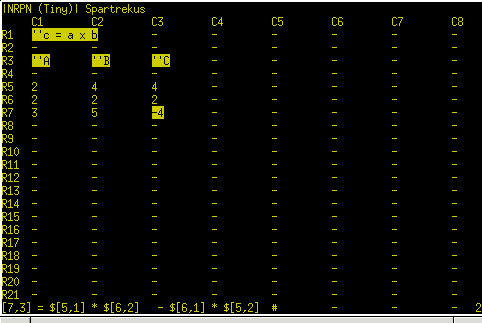 |NRPN (Tiny)| Spartrekus
C1 C2 C3 C4 C5 C6 C7 C8
R1 ''c = a x b - - - - - -
R2 - - - - - - - -
R3 ''A ''B ''C - - - - -
R4 - - - - - - - -
R5 2 4 4 - - - - -
R6 2 2 2 - - - - -
R7 3 5 -4 - - - - -
R8 - - - - - - - -
R9 - - - - - - - -
R10 - - - - - - - -
R11 - - - - - - - -
R12 - - - - - - - -
R13 - - - - - - - -
R14 - - - - - - - -
R15 - - - - - - - -
R16 - - - - - - - -
R17 - - - - - - - -
R18 - - - - - - - -
R19 - - - - - - - -
R20 - - - - - - - -
R21 - - - - - - - -
[7,3] = $[5,1] * $[6,2] - $[6,1] * $[5,2] # - - - 2